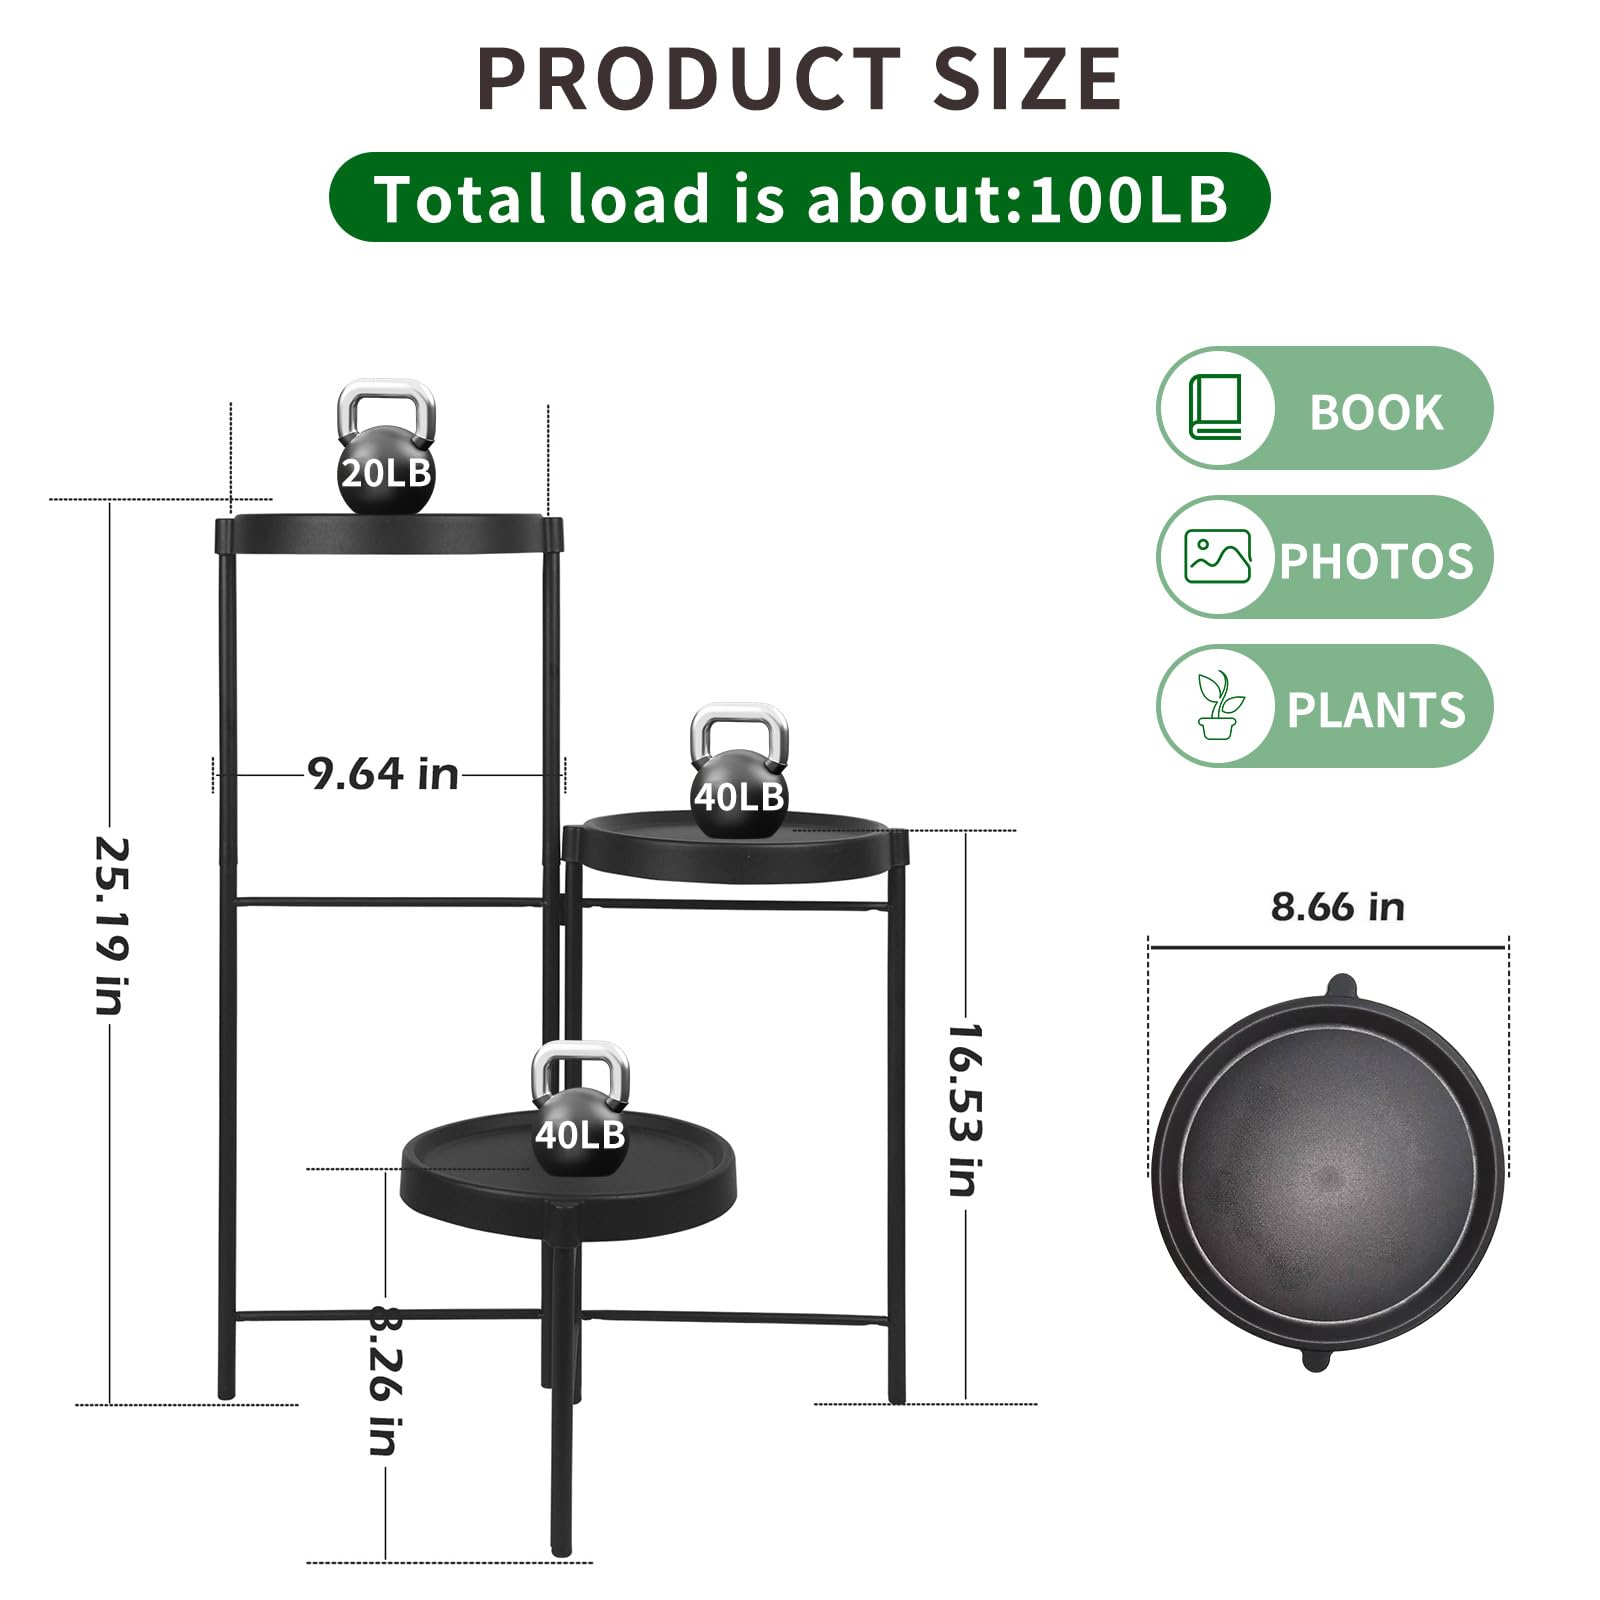 PRODUCT SIZE
Total load is about:100LB
20LB
BOOK
PHOTOS
PLANTS
9.64 in
40LB
25.19 in
8.66 in
16.53 in
40LB
8.26 in